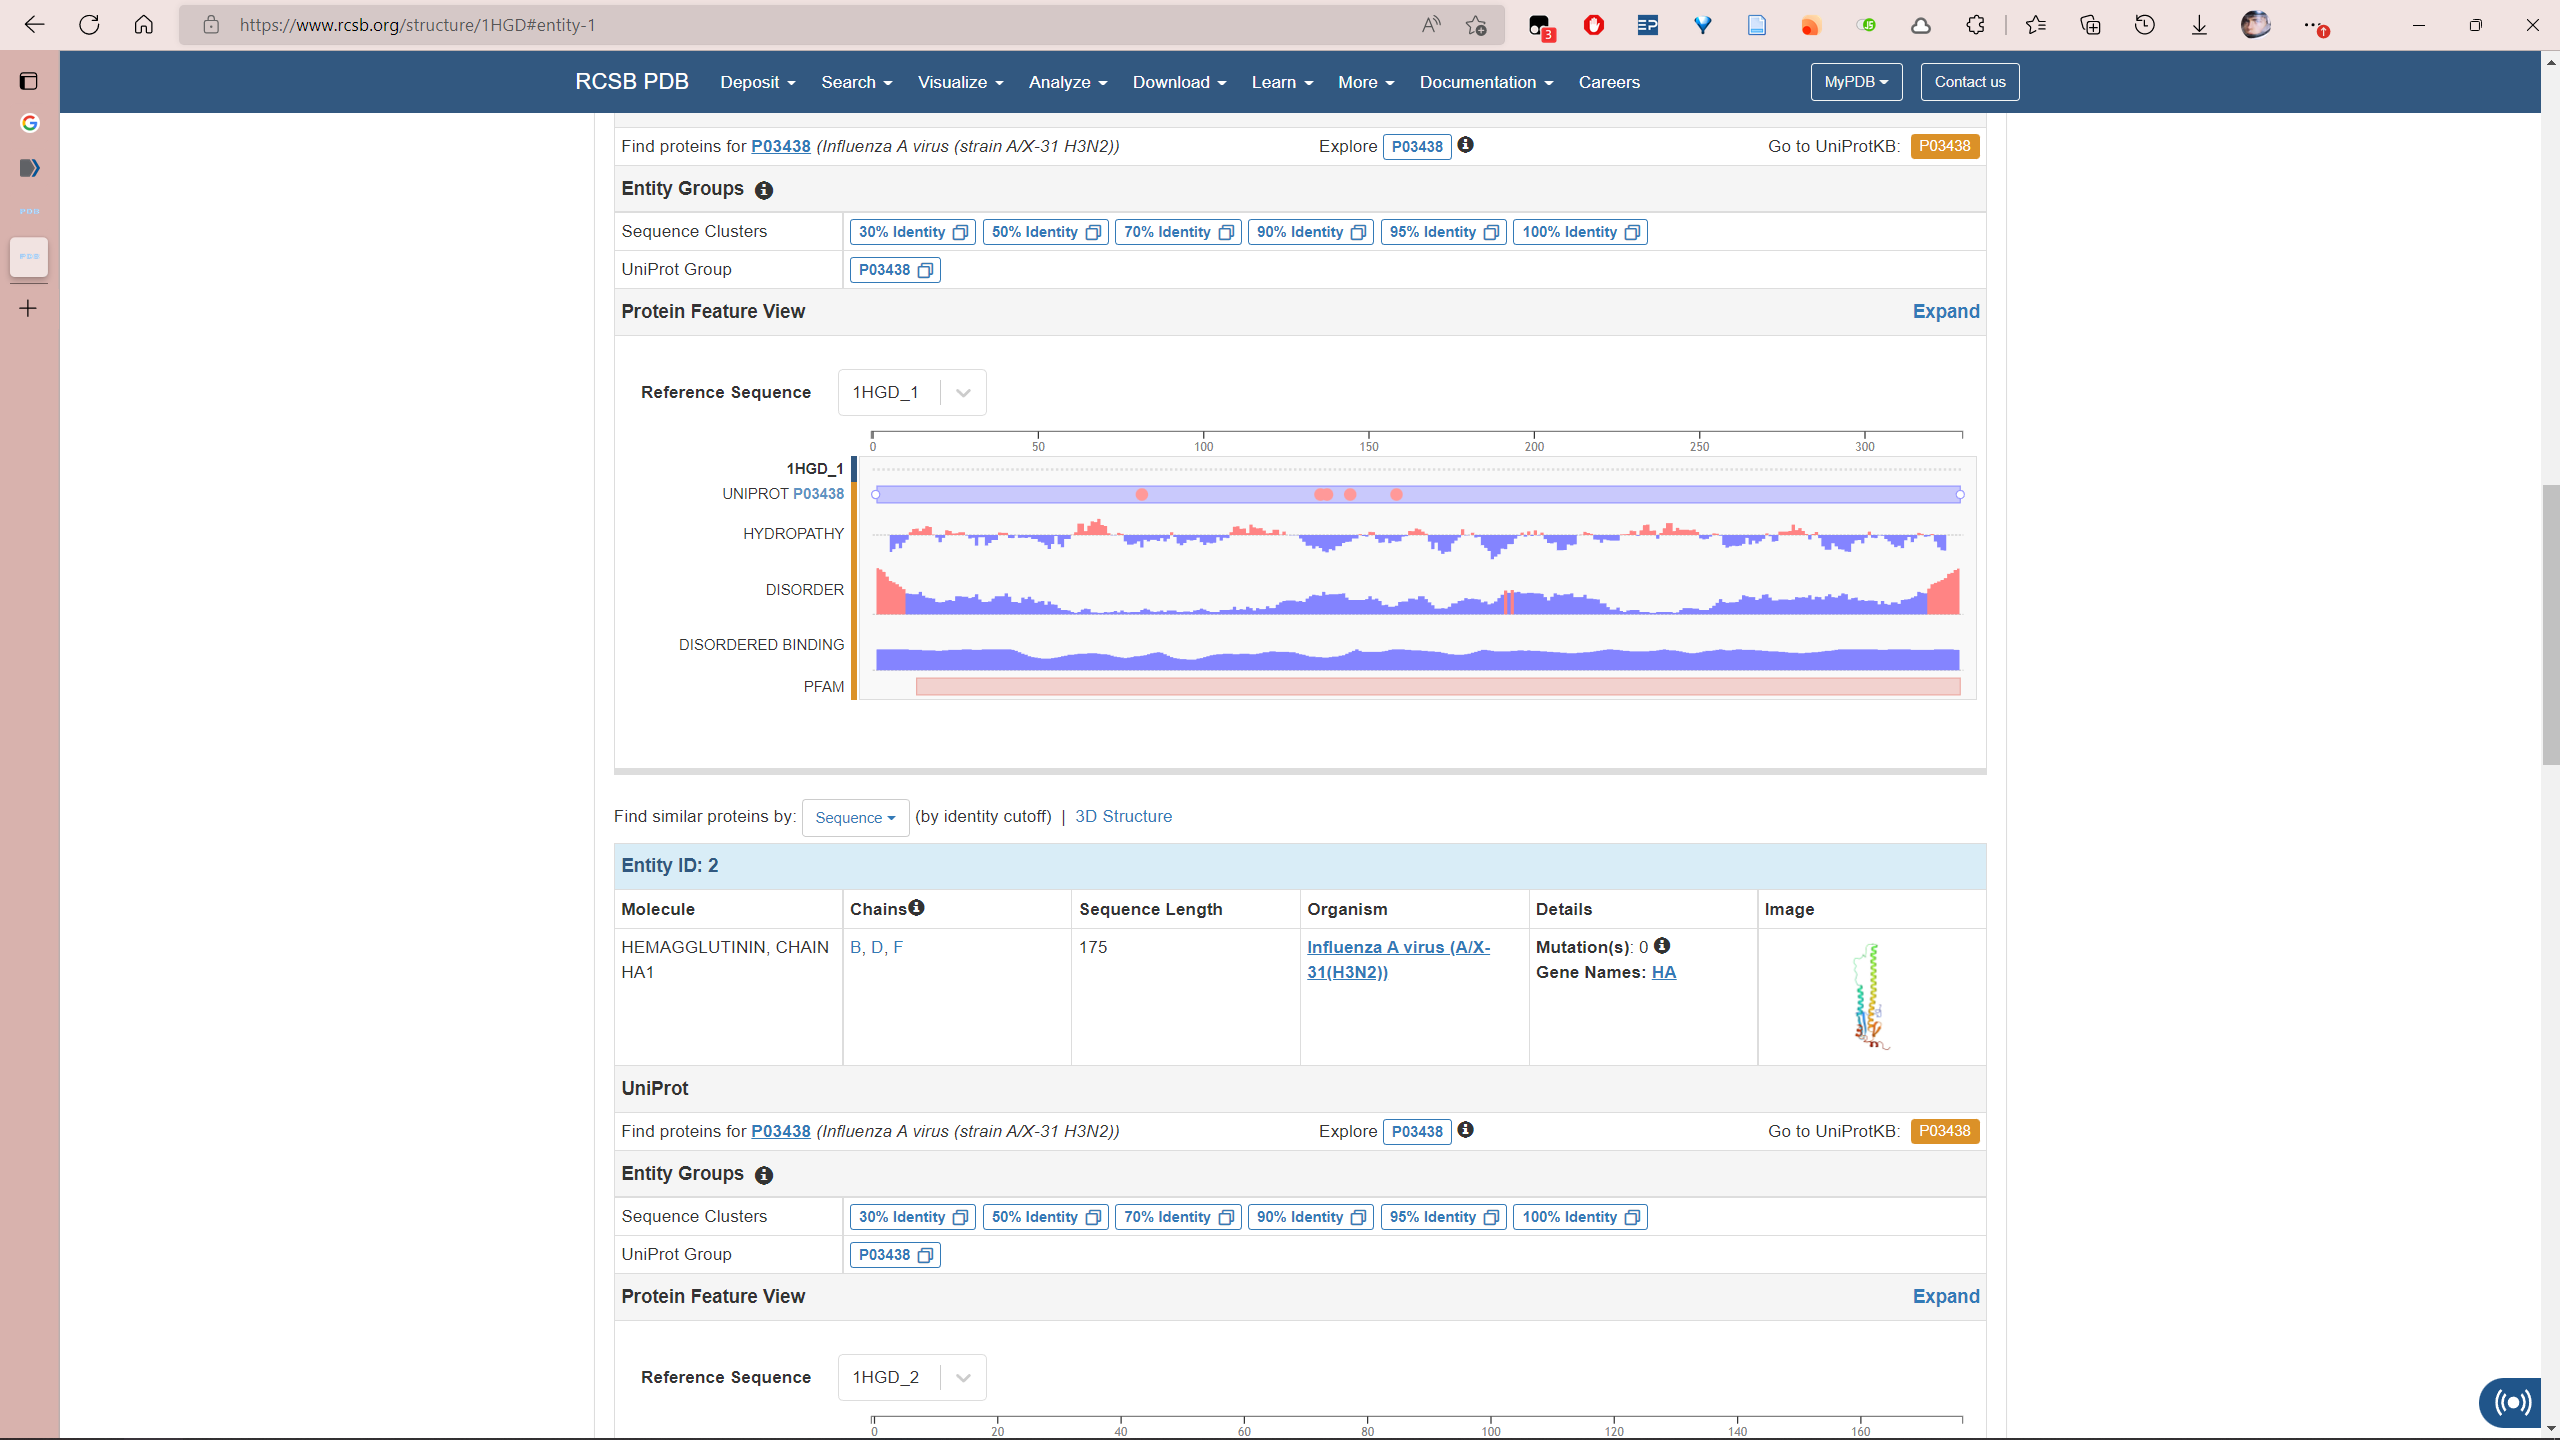 https://www.rcsb.org/structure/1HGD#entity-1
3
RCSB PDB Deposit Search Visualize Analyze Download Learn More Documentation Careers MyPDB Contact us
Find proteins for P03438 (Influenza A virus (strain A/X-31 H3N2)) Explore P03438 Go to UniProtKB: P03438
Entity Groups
Sequence Clusters 30% Identity 50% Identity 70% Identity 90% Identity 95% Identity 100% Identity
UniProt Group P03438
Protein Feature View Expand
Reference Sequence 1HGD_1
0 50 100 150 200 250 300
1HGD_1
UNIPROT P03438
HYDROPATHY
DISORDER
DISORDERED BINDING
PFAM
Find similar proteins by: Sequence (by identity cutoff) | 3D Structure
Entity ID: 2
Molecule Chains Sequence Length Organism Details Image
HEMAGGLUTININ, CHAIN B, D, F 175 Influenza A virus (A/X- Mutation(s): 0
HA1 31(H3N2)) Gene Names: HA
UniProt
Find proteins for P03438 (Influenza A virus (strain A/X-31 H3N2)) Explore P03438 Go to UniProtKB: P03438
Entity Groups
Sequence Clusters 30% Identity 50% Identity 70% Identity 90% Identity 95% Identity 100% Identity
UniProt Group P03438
Protein Feature View Expand
Reference Sequence 1HGD_2
0 20 40 60 80 100 120 140 160